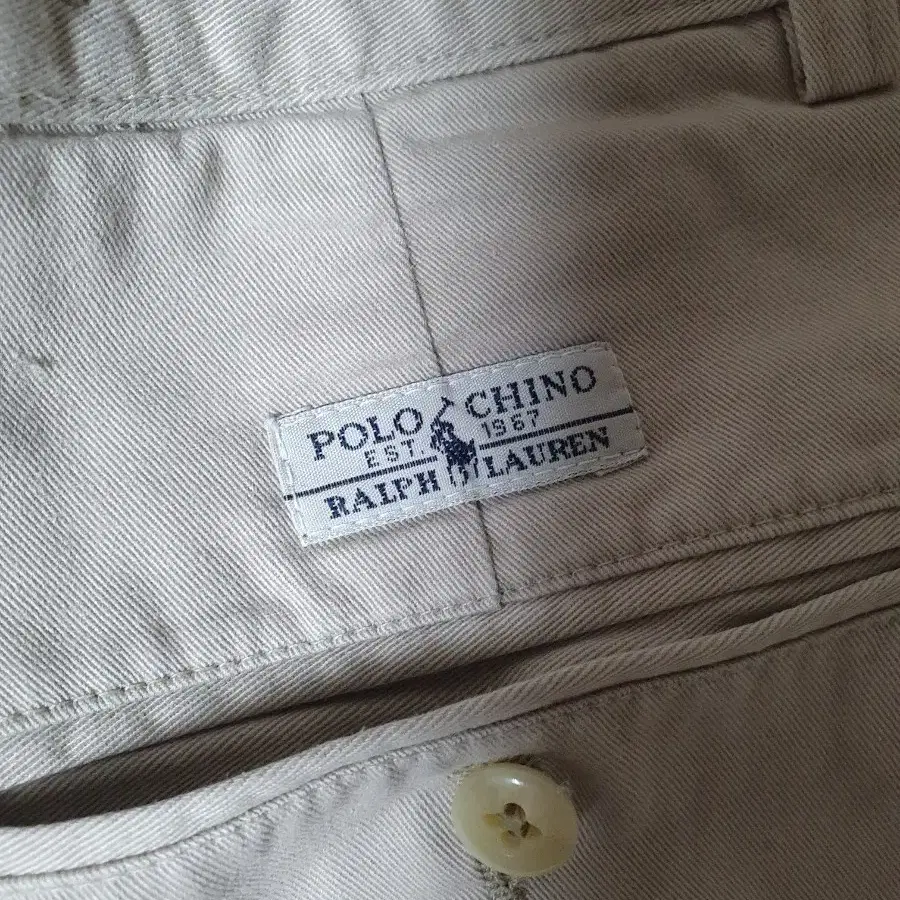 POLO CHINO
EST. 1967
RALPH LAUREN